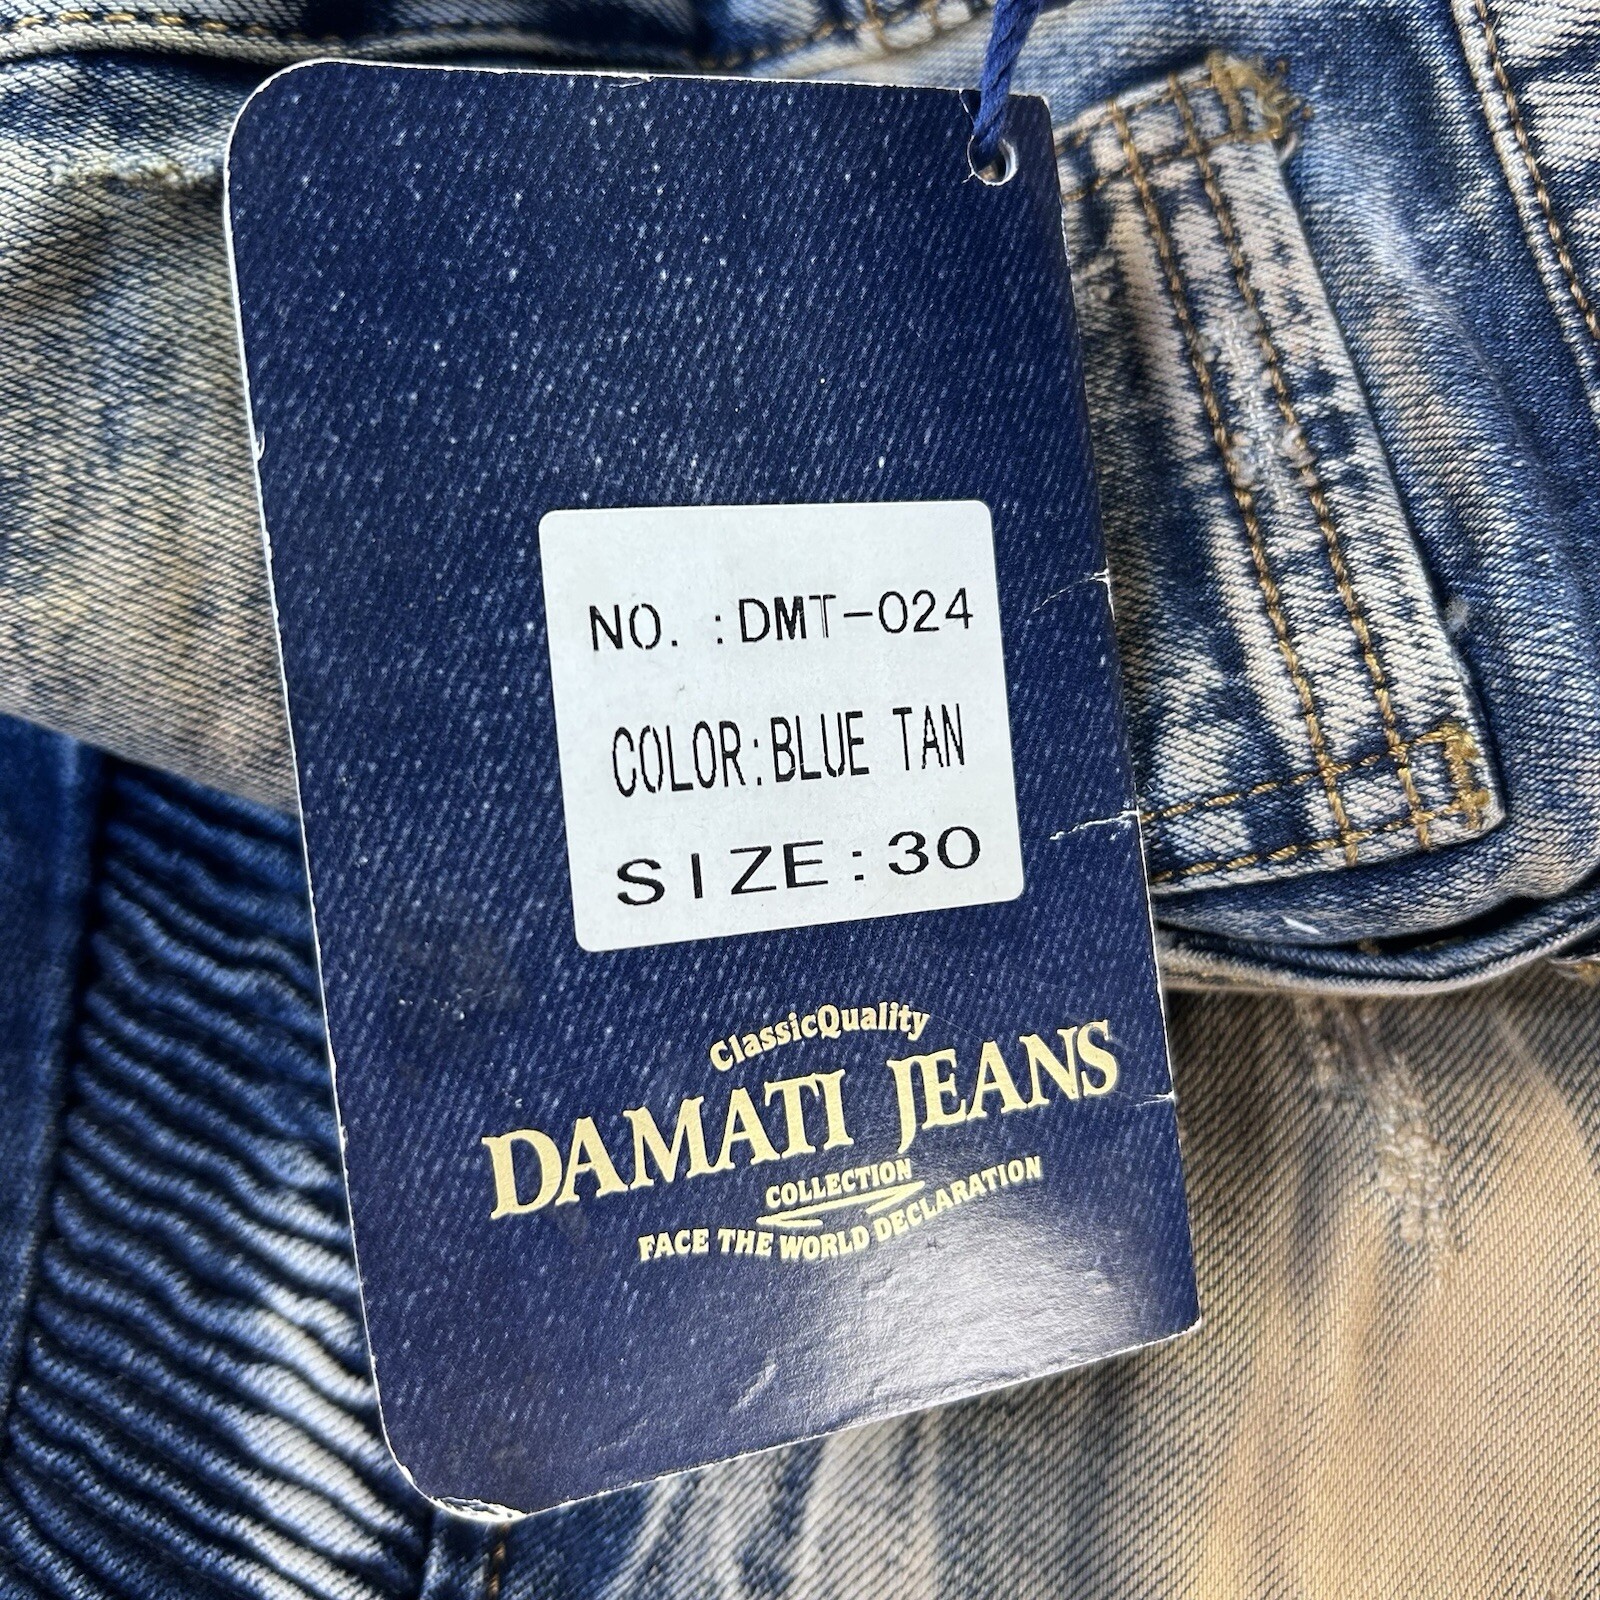 NO. :DMT-024
COLOR:BLUE TAN
SIZE:30
ClassicQuality
DAMATI JEANS
COLLECTION
FACE THE WORLD DECLARATION